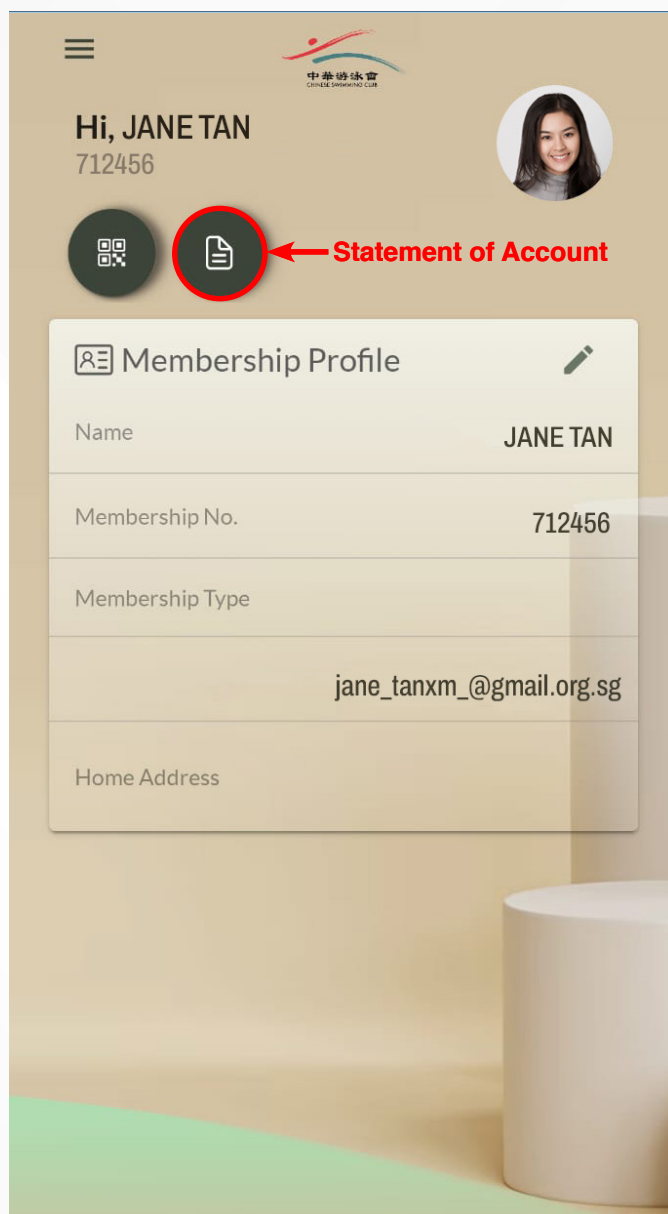 中華游泳會
CHINESE SWIMMING CLUB
Hi, JANE TAN
712456
Statement of Account
Membership Profile
Name JANE TAN
Membership No. 712456
Membership Type
jane_tanxm_@gmail.org.sg
Home Address